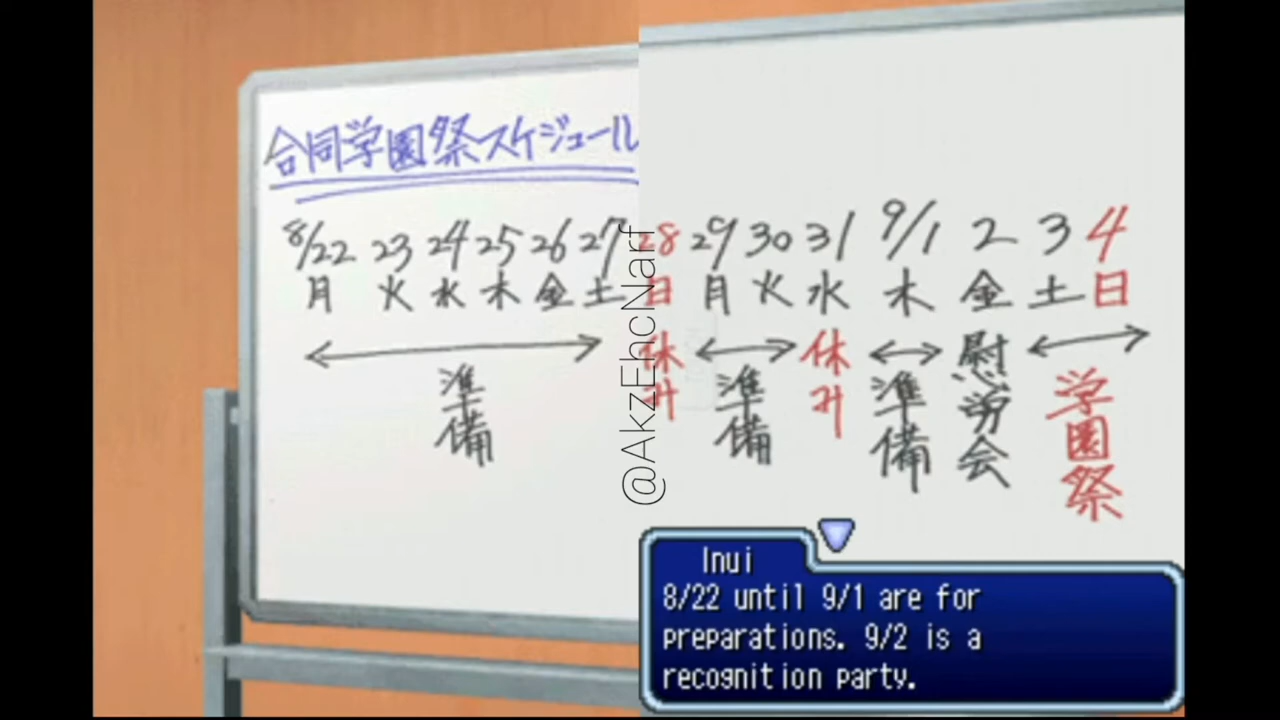 合同学園祭スケジュール
8/22 23 24 25 26 27 28 29 30 31 9/1 2 3 4
月 火 水 木 金 土 日 月 火 水 木 金 土 日
準備
休み
準備
休み
準備
慰労会
学園祭
@AkzEhcNarf
Inui
8/22 until 9/1 are for
preparations. 9/2 is a
recognition party.